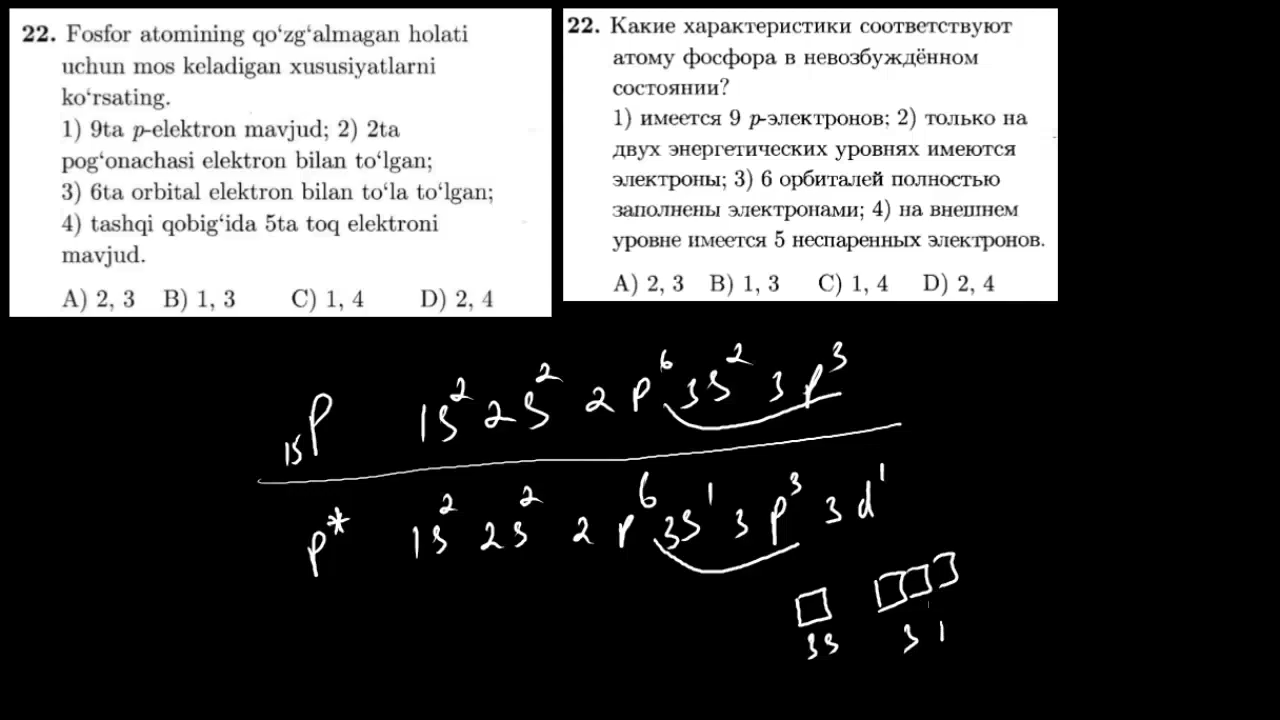 22. Fosfor atomining qo‘zg‘almagan holati
uchun mos keladigan xususiyatlarni
ko‘rsating.
1) 9ta p-elektron mavjud; 2) 2ta
pog‘onachasi elektron bilan to‘lgan;
3) 6ta orbital elektron bilan to‘la to‘lgan;
4) tashqi qobig‘ida 5ta toq elektroni
mavjud.
A) 2, 3 B) 1, 3 C) 1, 4 D) 2, 4
22. Какие характеристики соответствуют
атому фосфора в невозбуждённом
состоянии?
1) имеется 9 p-электронов; 2) только на
двух энергетических уровнях имеются
электроны; 3) 6 орбиталей полностью
заполнены электронами; 4) на внешнем
уровне имеется 5 неспаренных электронов.
A) 2, 3 B) 1, 3 C) 1, 4 D) 2, 4
₁₅P 1s² 2s² 2p⁶ 3s² 3p³
P* 1s² 2s² 2p⁶ 3s¹ 3p³ 3d¹
3s 3